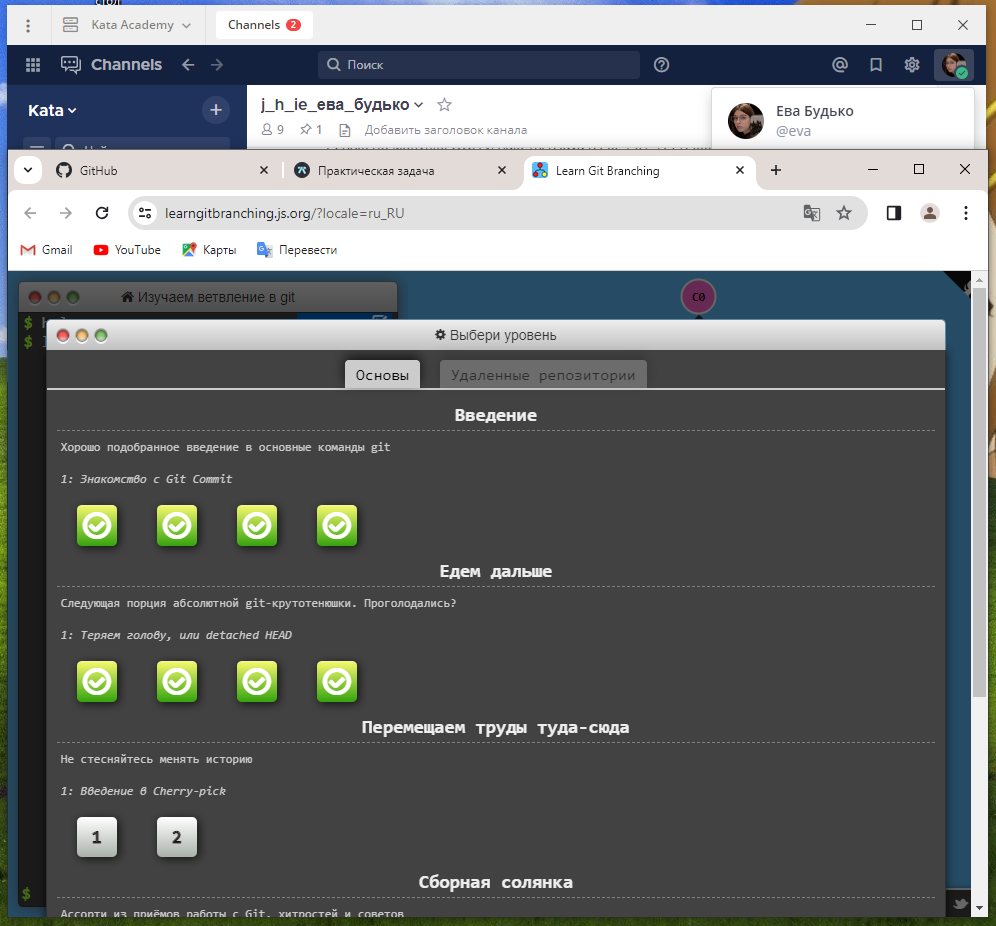 стол
Kata Academy
Channels 2
Channels
Поиск
Kata
j_h_ie_ева_будько
9 1 Добавить заголовок канала
Ева Будько
@eva
GitHub
Практическая задача
Learn Git Branching
learngitbranching.js.org/?locale=ru_RU
Gmail
YouTube
Карты
Перевести
Изучаем ветвление в git
C0
$
$
Выбери уровень
Основы
Удаленные репозитории
Введение
Хорошо подобранное введение в основные команды git
1: Знакомство с Git Commit
Едем дальше
Следующая порция абсолютной git-крутотенюшки. Проголодались?
1: Теряем голову, или detached HEAD
Перемещаем труды туда-сюда
Не стесняйтесь менять историю
1: Введение в Cherry-pick
1 2
Сборная солянка
Ассорти из приёмов работы с Git, хитростей и советов
$